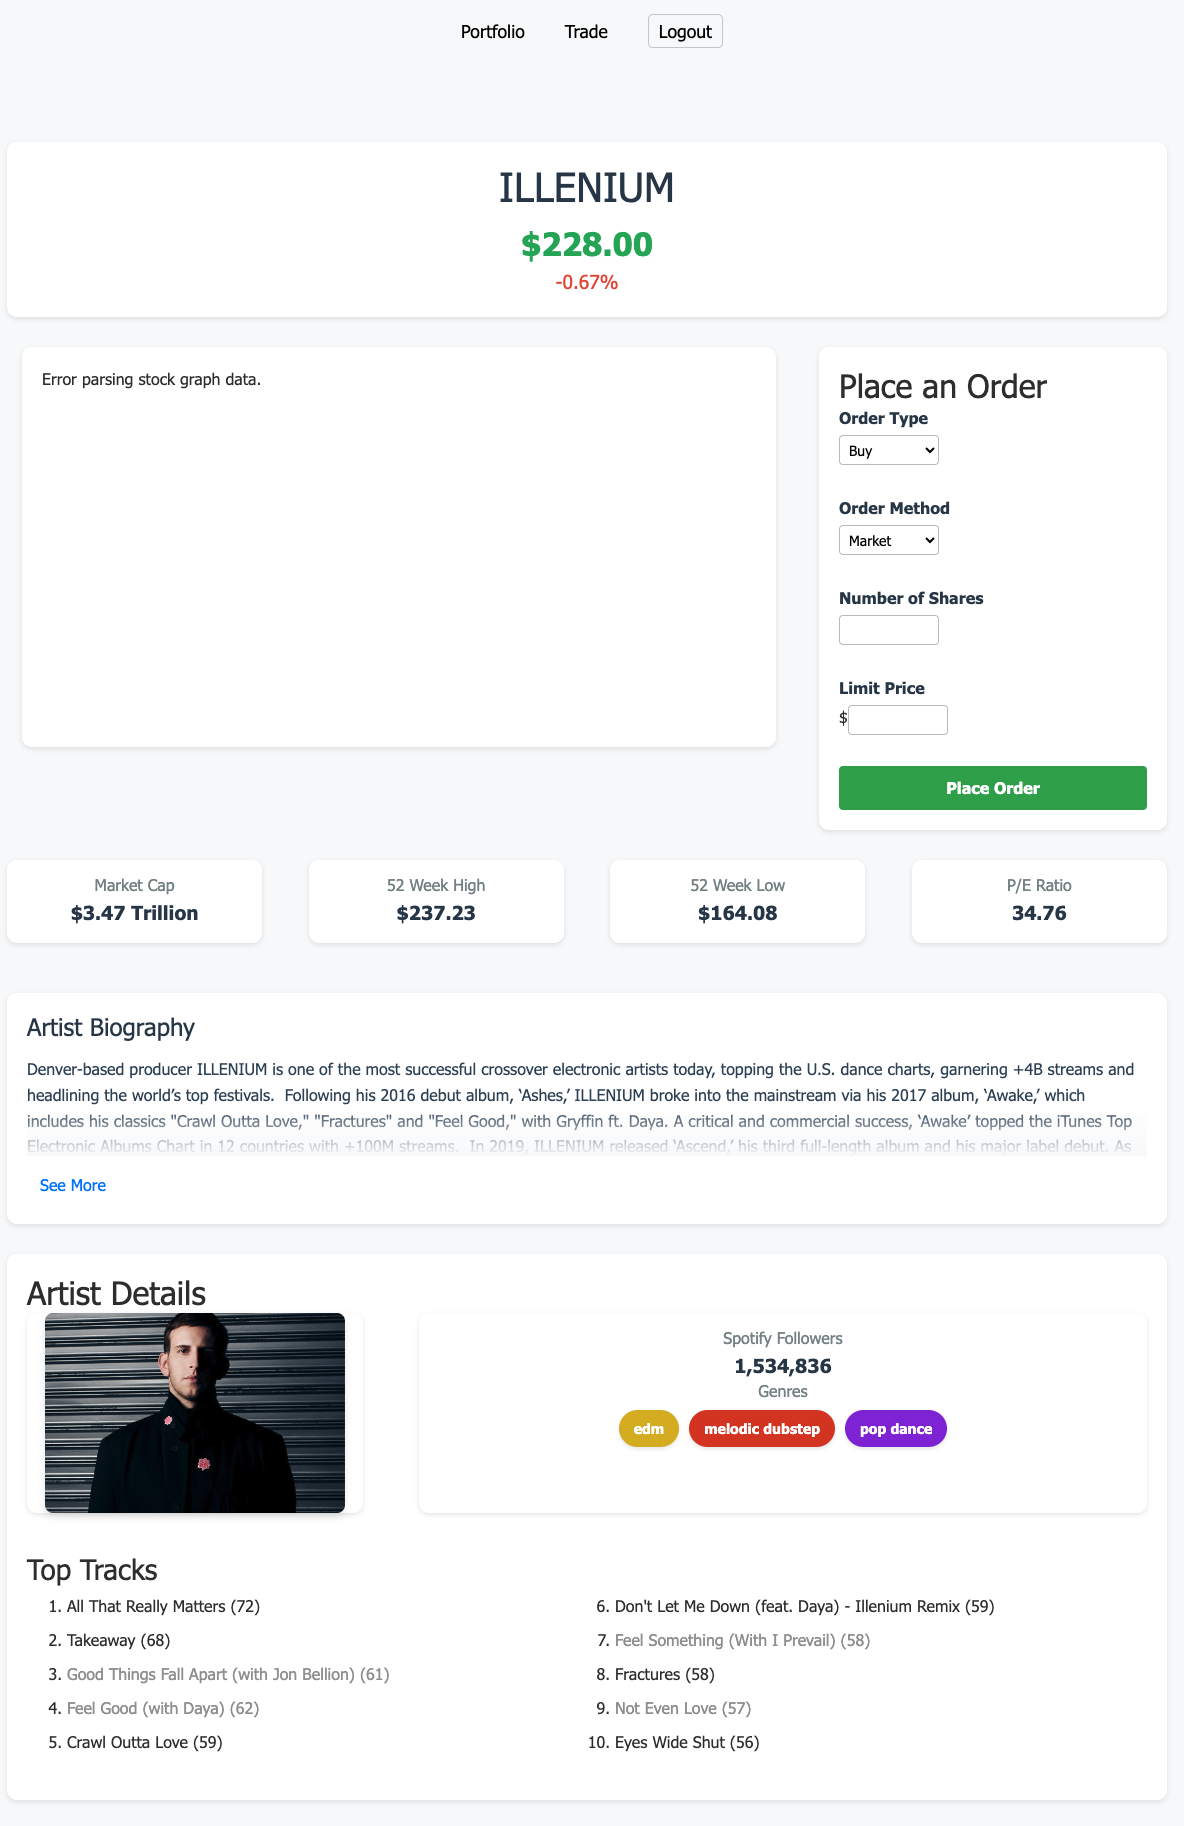 Portfolio Trade Logout
ILLENIUM
$228.00
-0.67%
Error parsing stock graph data.
Place an Order
Order Type
Buy
Order Method
Market
Number of Shares
Limit Price
$
Place Order
Market Cap
$3.47 Trillion
52 Week High
$237.23
52 Week Low
$164.08
P/E Ratio
34.76
Artist Biography
Denver-based producer ILLENIUM is one of the most successful crossover electronic artists today, topping the U.S. dance charts, garnering +4B streams and
headlining the world’s top festivals.  Following his 2016 debut album, ‘Ashes,’ ILLENIUM broke into the mainstream via his 2017 album, ‘Awake,’ which
includes his classics "Crawl Outta Love," "Fractures" and "Feel Good," with Gryffin ft. Daya. A critical and commercial success, ‘Awake’ topped the iTunes Top
Electronic Albums Chart in 12 countries with +100M streams.  In 2019, ILLENIUM released ‘Ascend,’ his third full-length album and his major label debut. As
See More
Artist Details
Spotify Followers
1,534,836
Genres
edm melodic dubstep pop dance
Top Tracks
1. All That Really Matters (72)
2. Takeaway (68)
3. Good Things Fall Apart (with Jon Bellion) (61)
4. Feel Good (with Daya) (62)
5. Crawl Outta Love (59)
6. Don't Let Me Down (feat. Daya) - Illenium Remix (59)
7. Feel Something (With I Prevail) (58)
8. Fractures (58)
9. Not Even Love (57)
10. Eyes Wide Shut (56)